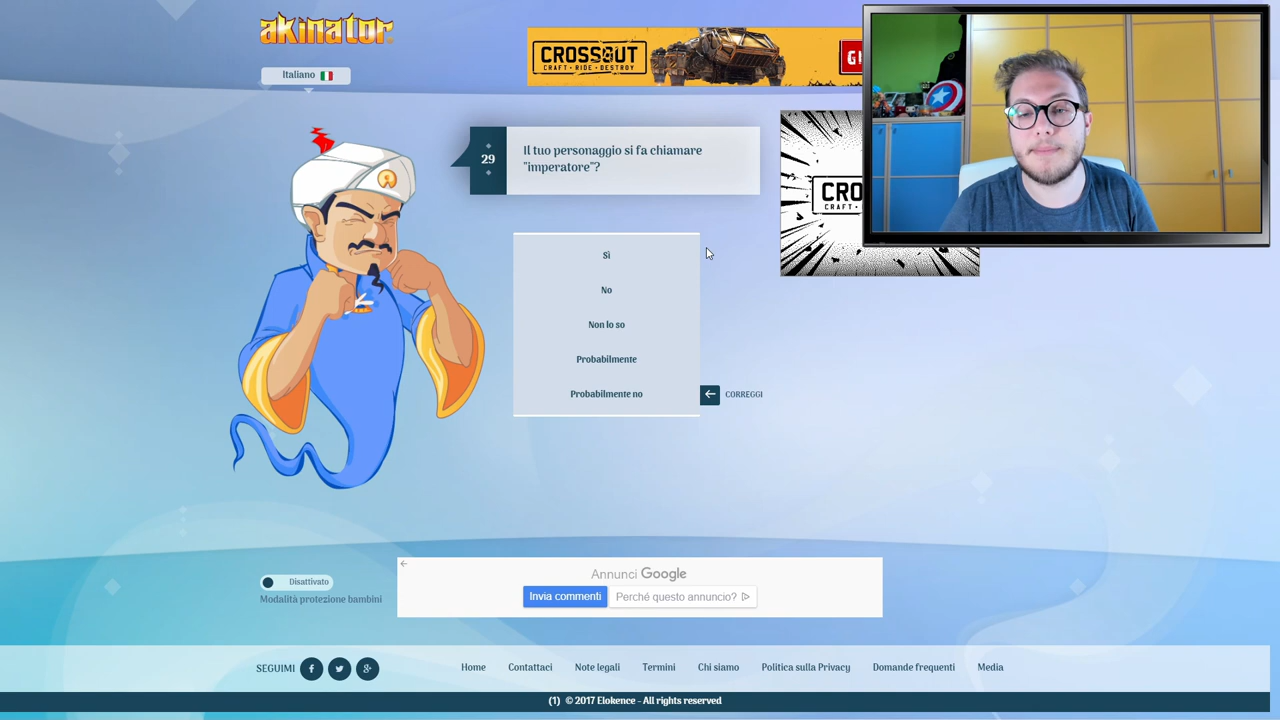 akinator
Italiano
CROSSOUT
CRAFT • RIDE • DESTROY
29
Il tuo personaggio si fa chiamare
"imperatore"?
CRO
CRAFT •
Sì
No
Non lo so
Probabilmente
Probabilmente no
CORREGGI
Disattivato
Modalità protezione bambini
Annunci Google
Invia commenti
Perché questo annuncio?
SEGUIMI
Home
Contattaci
Note legali
Termini
Chi siamo
Politica sulla Privacy
Domande frequenti
Media
(1) © 2017 Elokence - All rights reserved